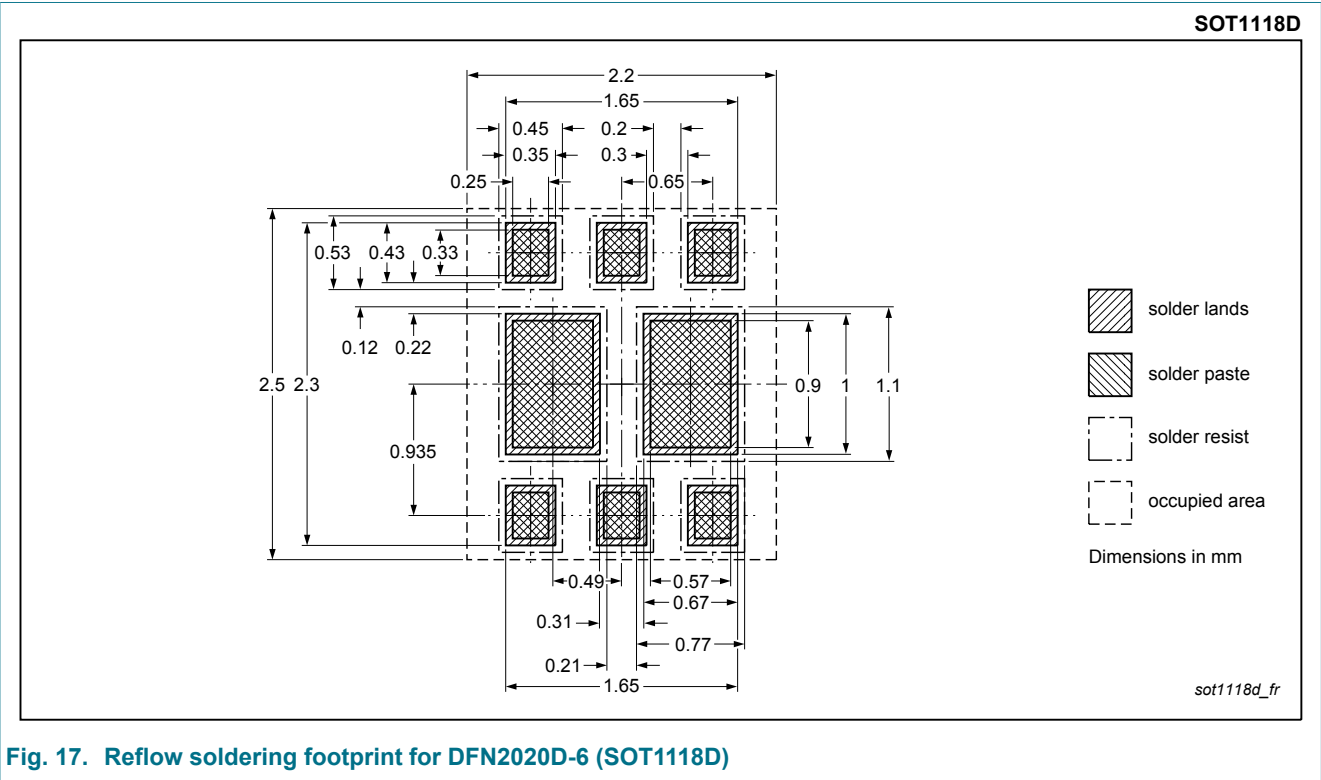 SOT1118D
2.2
1.65
0.45 0.2
0.35 0.3
0.25 0.65
0.53 0.43 0.33
solder lands
0.12 0.22
solder paste
2.5 2.3 0.9 1 1.1
solder resist
0.935
occupied area
Dimensions in mm
0.49 0.57
0.67
0.31
0.77
0.21
1.65
sot1118d_fr
Fig. 17. Reflow soldering footprint for DFN2020D-6 (SOT1118D)